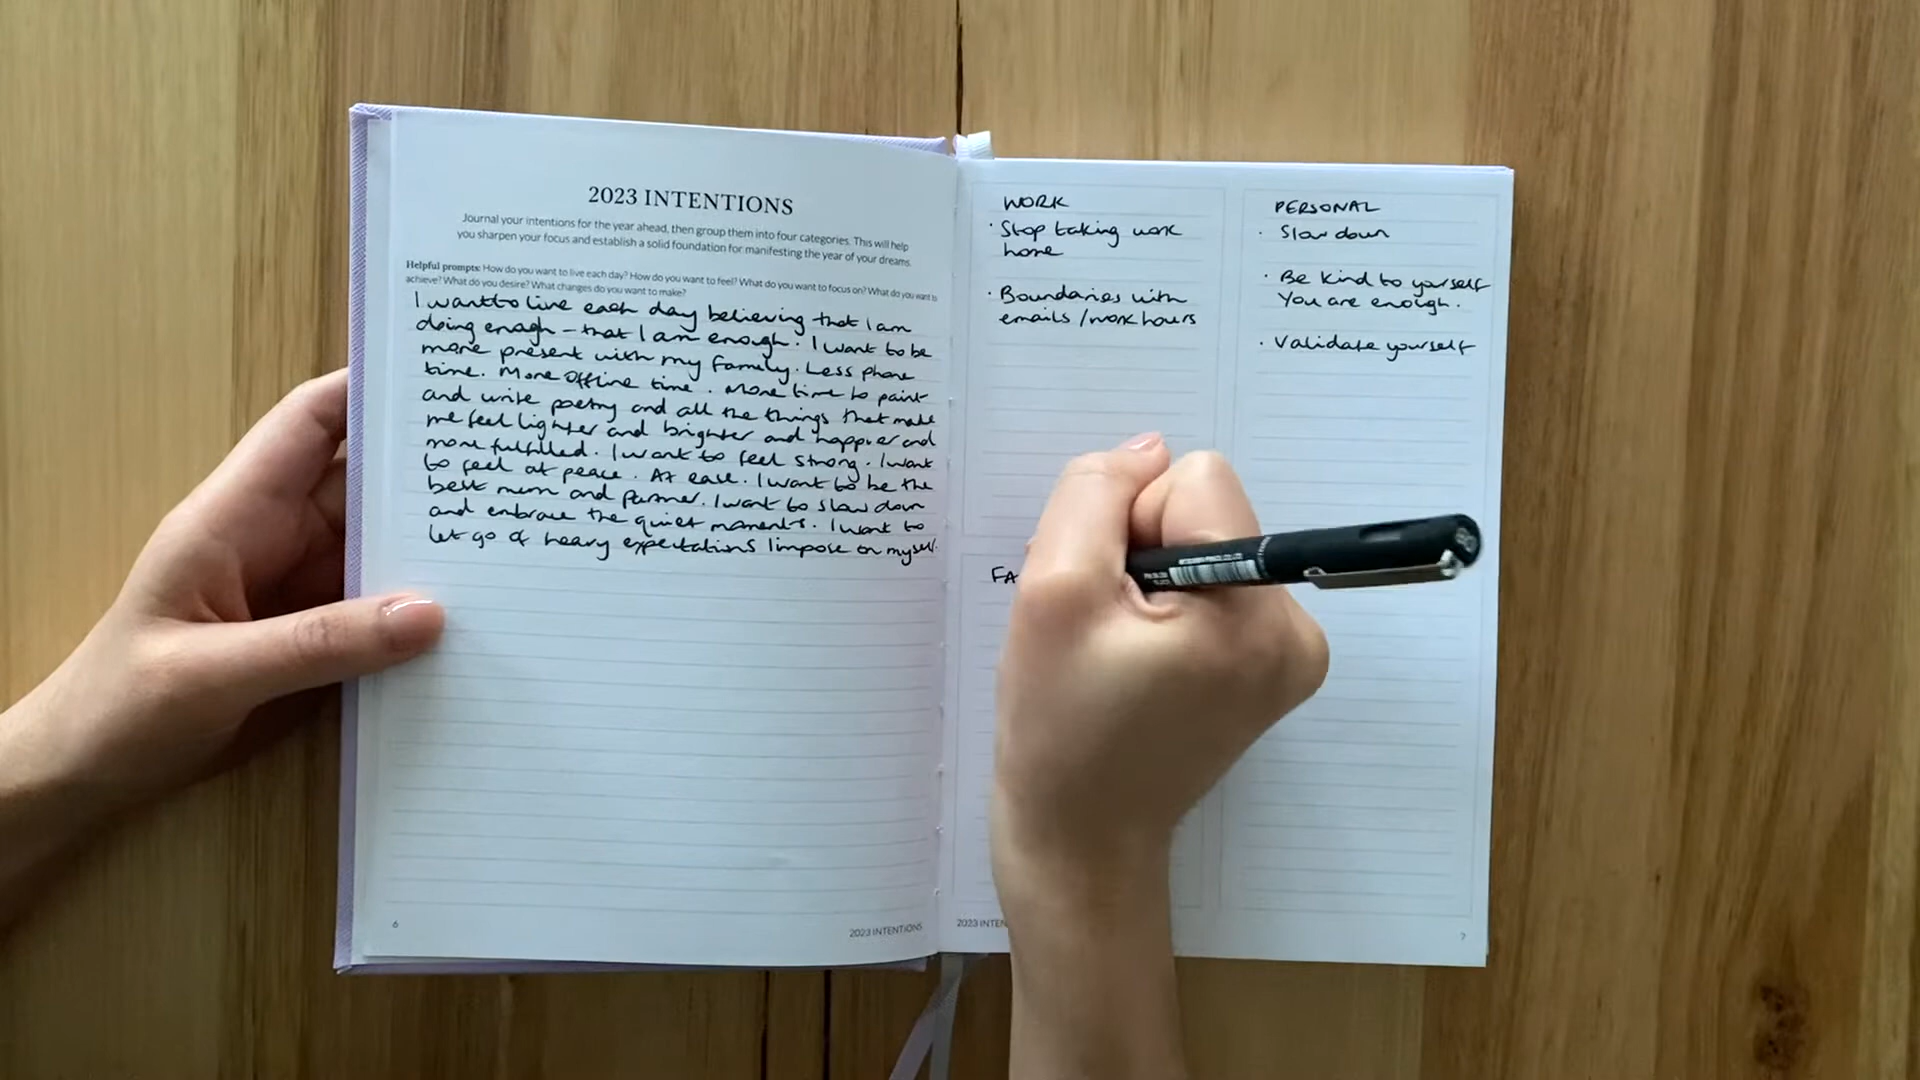 2023 INTENTIONS
Journal your intentions for the year ahead, then group them into four categories. This will help
you sharpen your focus and establish a solid foundation for manifesting the year of your dreams.
Helpful prompts: How do you want to live each day? How do you want to feel? What do you want to focus on? What do you want to
achieve? What do you desire? What changes do you want to make?
I want to live each day believing that I am
doing enough - that I am enough. I want to be
more present with my family. Less phone
time. More offline time. More time to paint
and write poetry and all the things that make
me feel lighter and brighter and happier and
more fulfilled. I want to feel strong. I want
to feel at peace. At ease. I want to be the
best mum and partner. I want to slow down
and embrace the quiet moments. I want to
let go of heavy expectations I impose on myself.
6
2023 INTENTIONS
WORK
· Stop taking work
home
· Boundaries with
emails / work hours
PERSONAL
· Slow down
· Be kind to yourself
You are enough.
· Validate yourself
FA
2023 INTEN
7